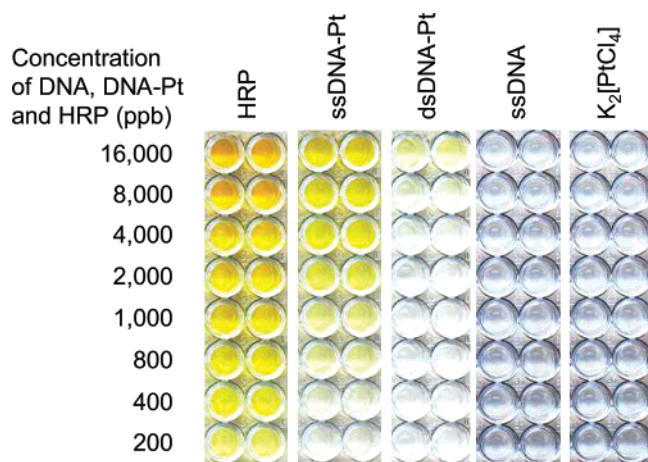 Concentration
of DNA, DNA-Pt
and HRP (ppb)
HRP
ssDNA-Pt
dsDNA-Pt
ssDNA
K₂[PtCl₄]
16,000
8,000
4,000
2,000
1,000
800
400
200